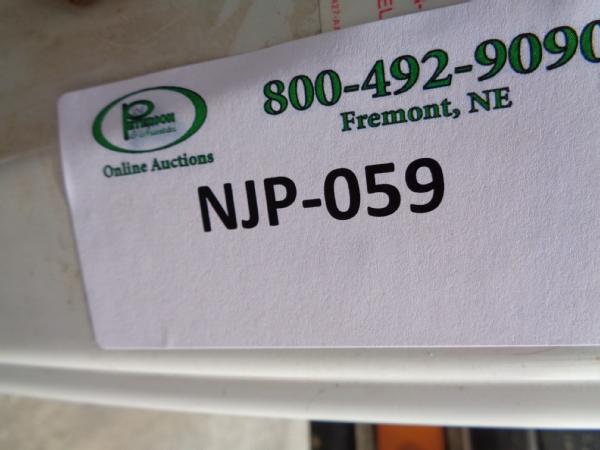 800-492-9090
Fremont, NE
Online Auctions
NJP-059